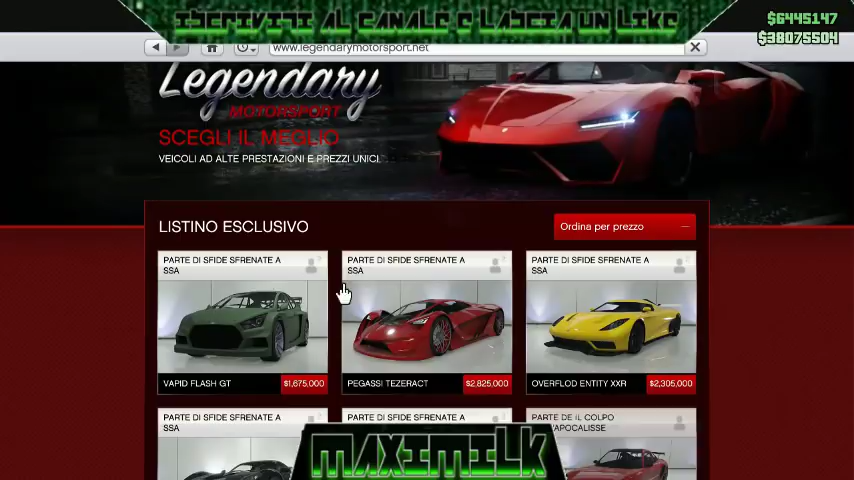 ISCRIVITI AL CANALE E LASCIA UN LIKE
$6445147
$38075504
www.legendarymotorsport.net
Legendary
MOTORSPORT
SCEGLI IL MEGLIO
VEICOLI AD ALTE PRESTAZIONI E PREZZI UNICI.
LISTINO ESCLUSIVO
Ordina per prezzo
PARTE DI SFIDE SFRENATE A
SSA
PARTE DI SFIDE SFRENATE A
SSA
PARTE DI SFIDE SFRENATE A
SSA
VAPID FLASH GT
$1,675,000
PEGASSI TEZERACT
$2,825,000
OVERFLOD ENTITY XXR
$2,305,000
PARTE DI SFIDE SFRENATE A
SSA
PARTE DI SFIDE SFRENATE A
SSA
PARTE DE IL COLPO
APOCALISSE
MAXIMILK